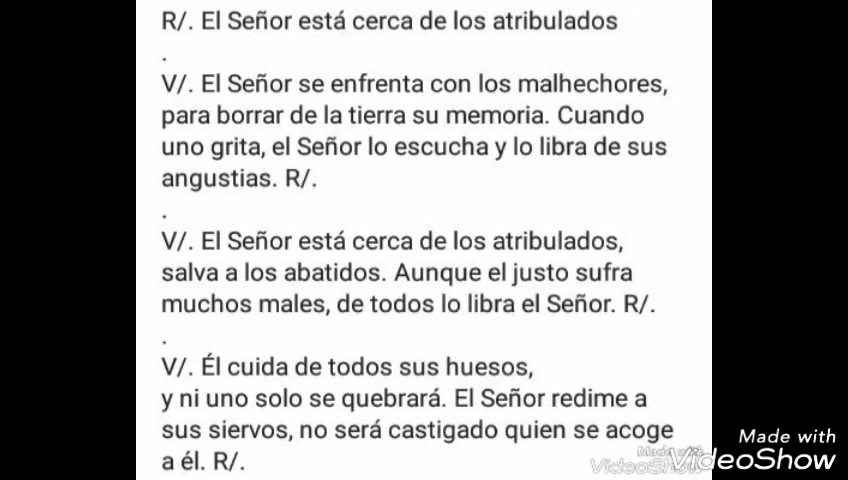 R/. El Señor está cerca de los atribulados
.
V/. El Señor se enfrenta con los malhechores,
para borrar de la tierra su memoria. Cuando
uno grita, el Señor lo escucha y lo libra de sus
angustias. R/.
.
V/. El Señor está cerca de los atribulados,
salva a los abatidos. Aunque el justo sufra
muchos males, de todos lo libra el Señor. R/.
.
V/. Él cuida de todos sus huesos,
y ni uno solo se quebrará. El Señor redime a
sus siervos, no será castigado quien se acoge
a él. R/.
Made with
VideoShow
Made with
VideoShow